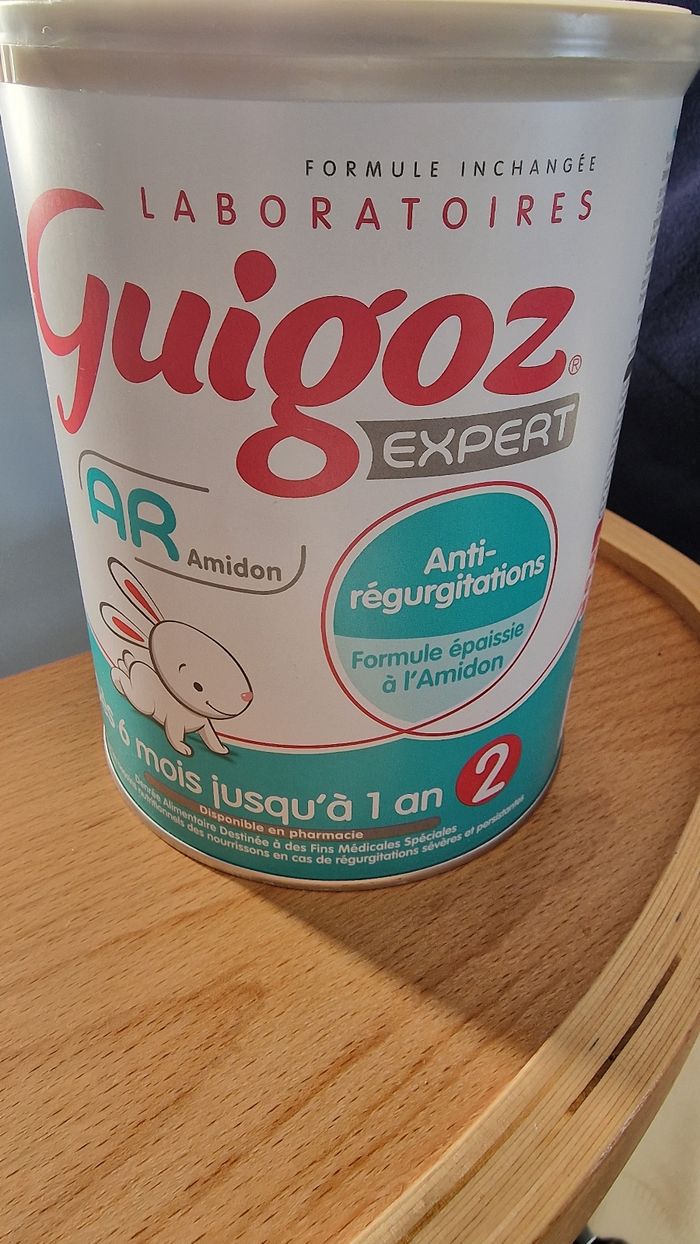 FORMULE INCHANGÉE
LABORATOIRES
Guigoz ®
EXPERT
AR
Amidon
Anti-
régurgitations
Formule épaissie
à l'Amidon
6 mois jusqu'à 1 an 2
Disponible en pharmacie
Denrée Alimentaire Destinée à des Fins Médicales Spéciales
nutritionnels des nourrissons en cas de régurgitations sévères et persistantes